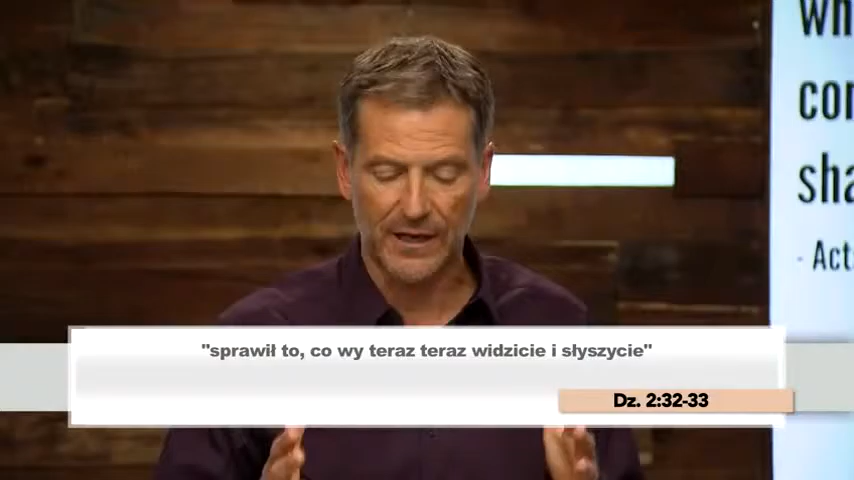 "sprawił to, co wy teraz teraz widzicie i słyszycie"
Dz. 2:32-33